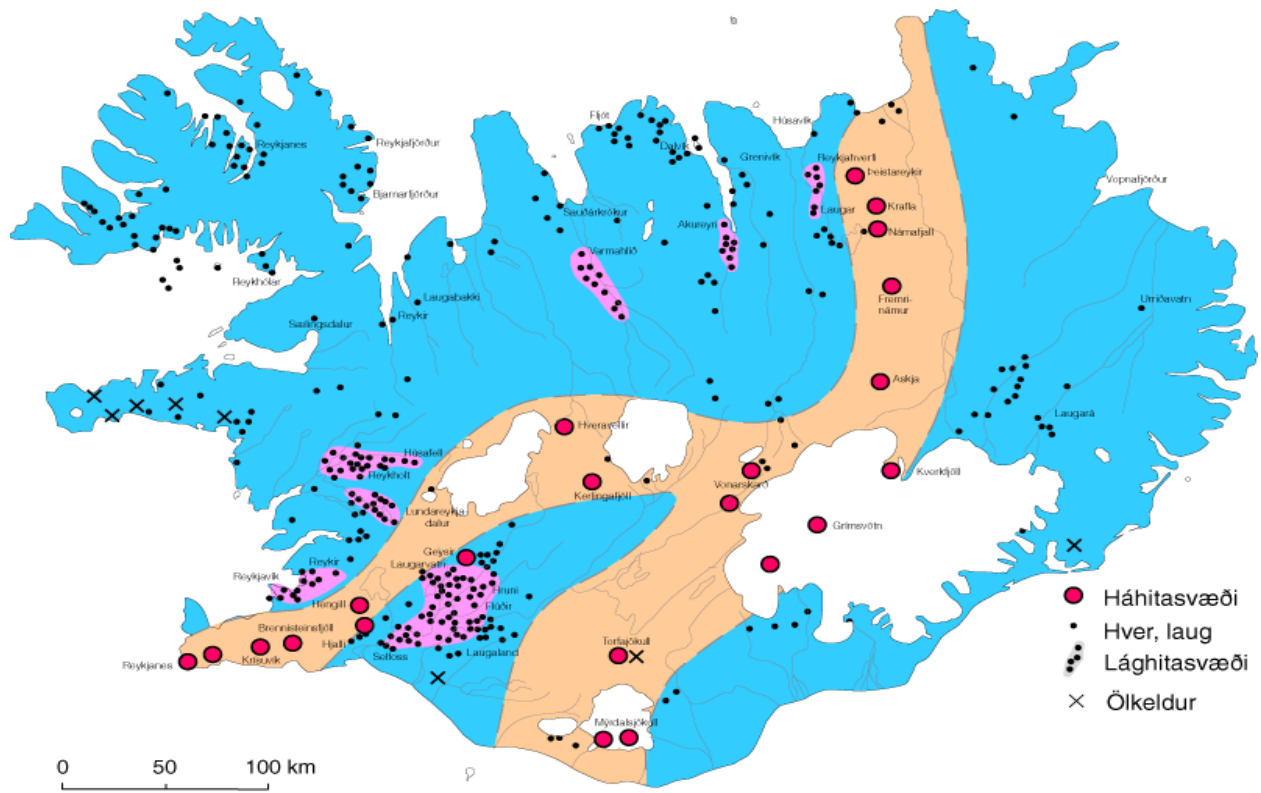 Fljót
Húsavík
Reykjanes
Reykjafjörður
Dalvík
Grenivík
Reykjahverfi
Þeistareykir
Vopnafjörður
Bjarnarfjörður
Sauðárkrókur
Akureyri
Laugar
Krafla
Námafjall
Varmahlíð
Reykhólar
Laugabakki
Reykir
Sælingsdalur
Fremri-
námur
Urriðavatn
Askja
Laugará
Hveravellir
Húsafell
Reykholt
Kverkfjöll
Vonarskarð
Kerlingafjöll
Lundareykja
dalur
Grímsvötn
Geysir
Laugarvatn
Reykir
Reykjavík
Hruni
Flúðir
Hengill
Brennisteinsfjöll
Hjalli
Krísuvík
Reykjanes
Selfoss
Laugaland
Torfajökull
Mýrdalsjökull
Háhitasvæði
Hver, laug
Lághitasvæði
Ölkeldur
0 50 100 km